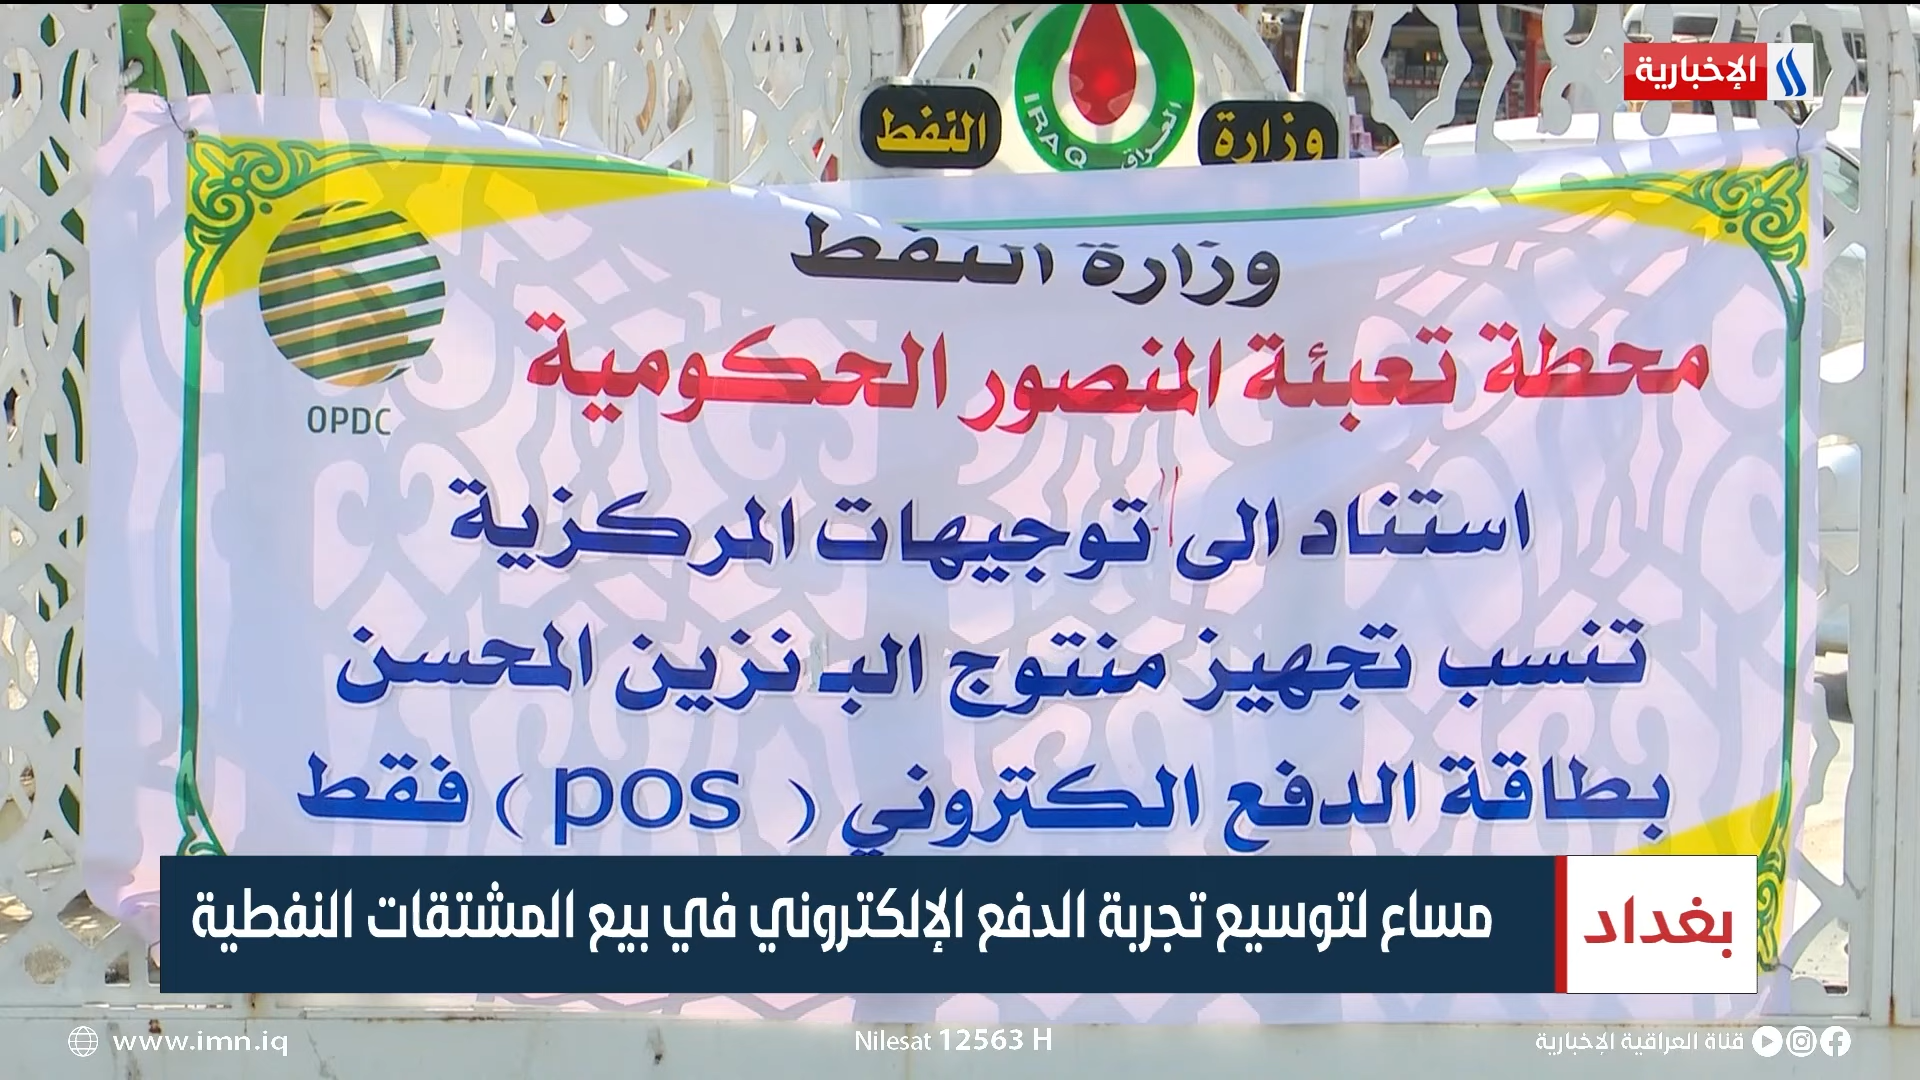 الإخبارية
وزارة
النفط
IRAQ العراق
وزارة النفط
محطة تعبئة المنصور الحكومية
OPDC
استناد الى توجيهات المركزية
تنسب تجهيز منتوج البـ نزين المحسن
بطاقة الدفع الكتروني ( pos ) فقط
بغداد
مساع لتوسيع تجربة الدفع الإلكتروني في بيع المشتقات النفطية
www.imn.iq
Nilesat 12563 H
قناة العراقية الإخبارية